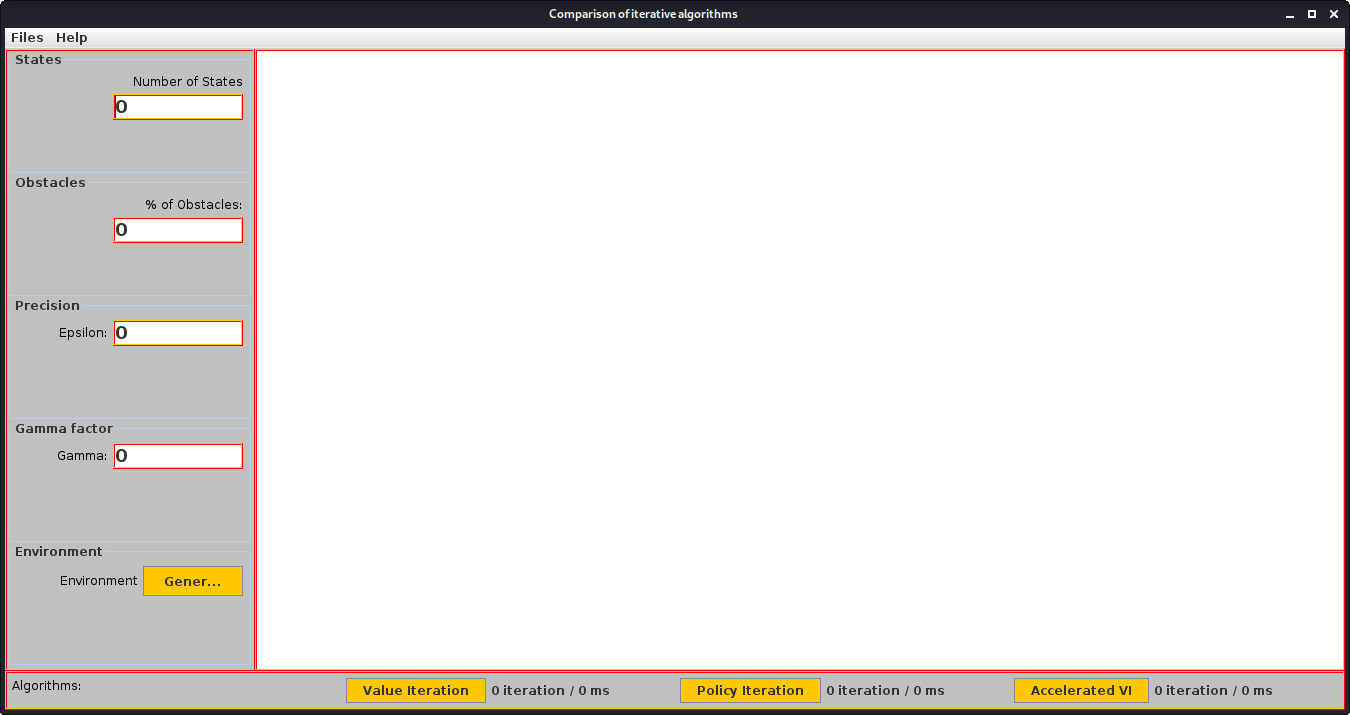 Comparison of iterative algorithms
Files Help
States
Number of States
0
Obstacles
% of Obstacles:
0
Precision
Epsilon: 0
Gamma factor
Gamma: 0
Environment
Environment Gener...
Algorithms: Value Iteration 0 iteration / 0 ms Policy Iteration 0 iteration / 0 ms Accelerated VI 0 iteration / 0 ms